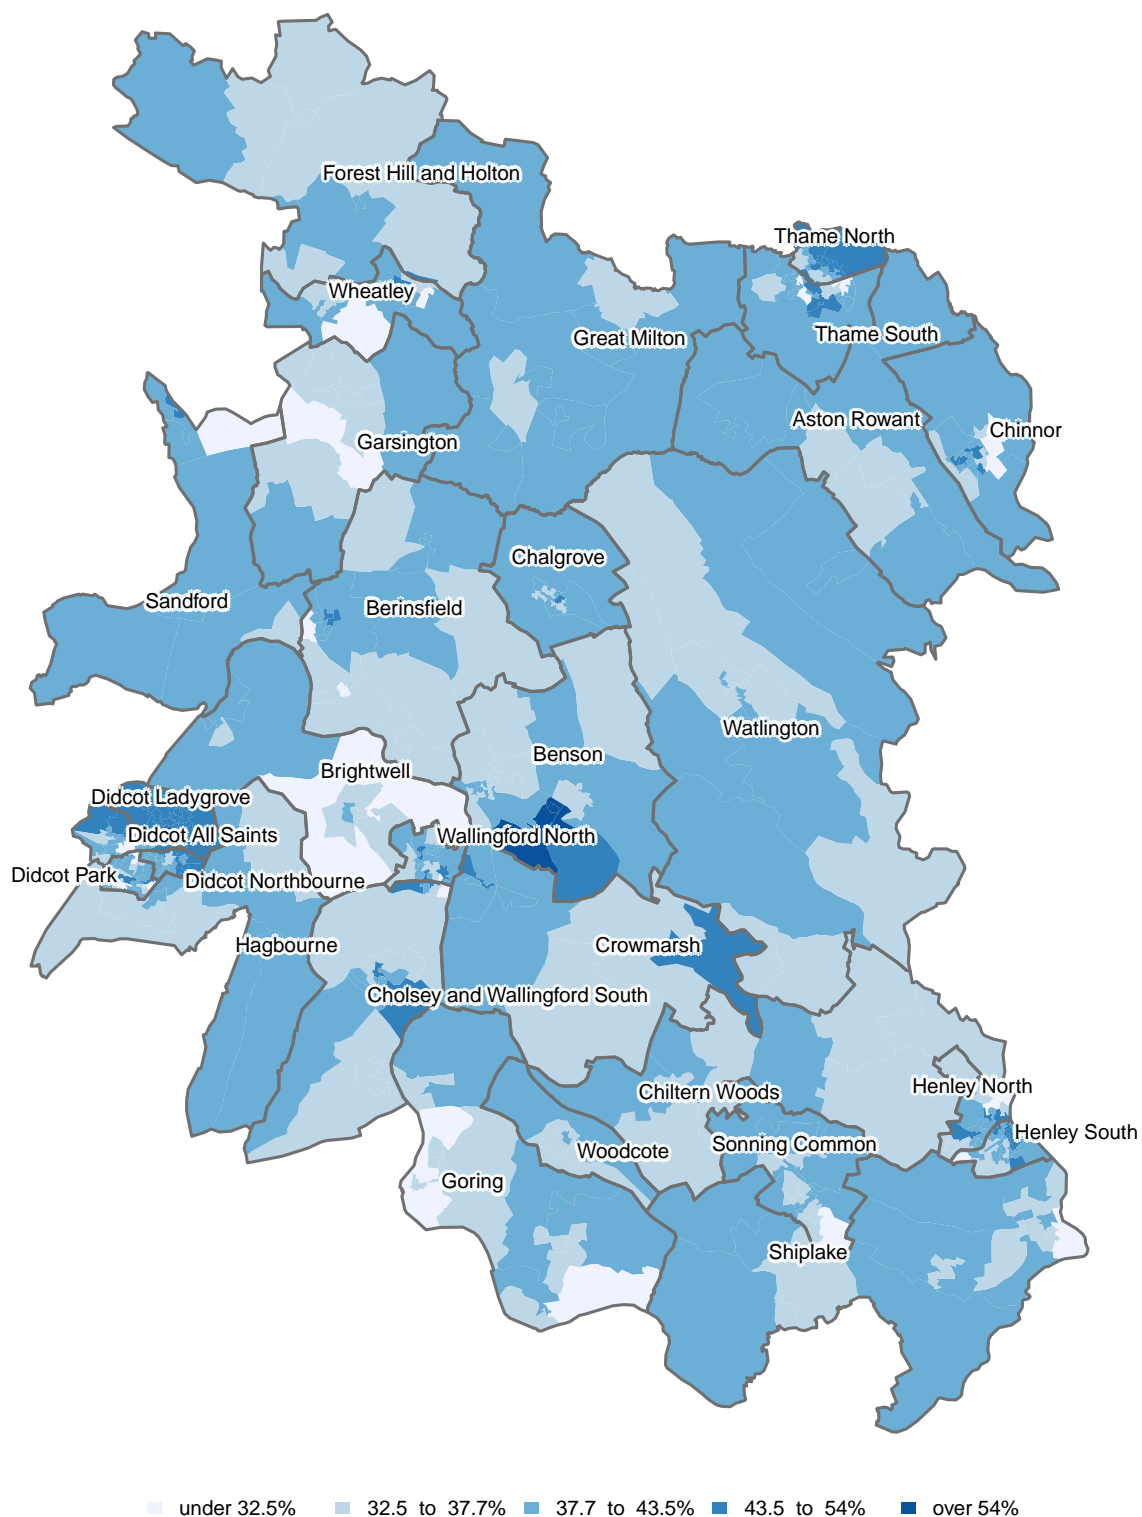 Forest Hill and Holton
Thame North
Wheatley
Great Milton
Thame South
Aston Rowant
Chinnor
Garsington
Chalgrove
Sandford
Berinsfield
Watlington
Benson
Brightwell
Didcot Ladygrove
Didcot All Saints
Wallingford North
Didcot Park
Didcot Northbourne
Hagbourne
Crowmarsh
Cholsey and Wallingford South
Henley North
Chiltern Woods
Henley South
Sonning Common
Woodcote
Goring
Shiplake
under 32.5% 32.5 to 37.7% 37.7 to 43.5% 43.5 to 54% over 54%